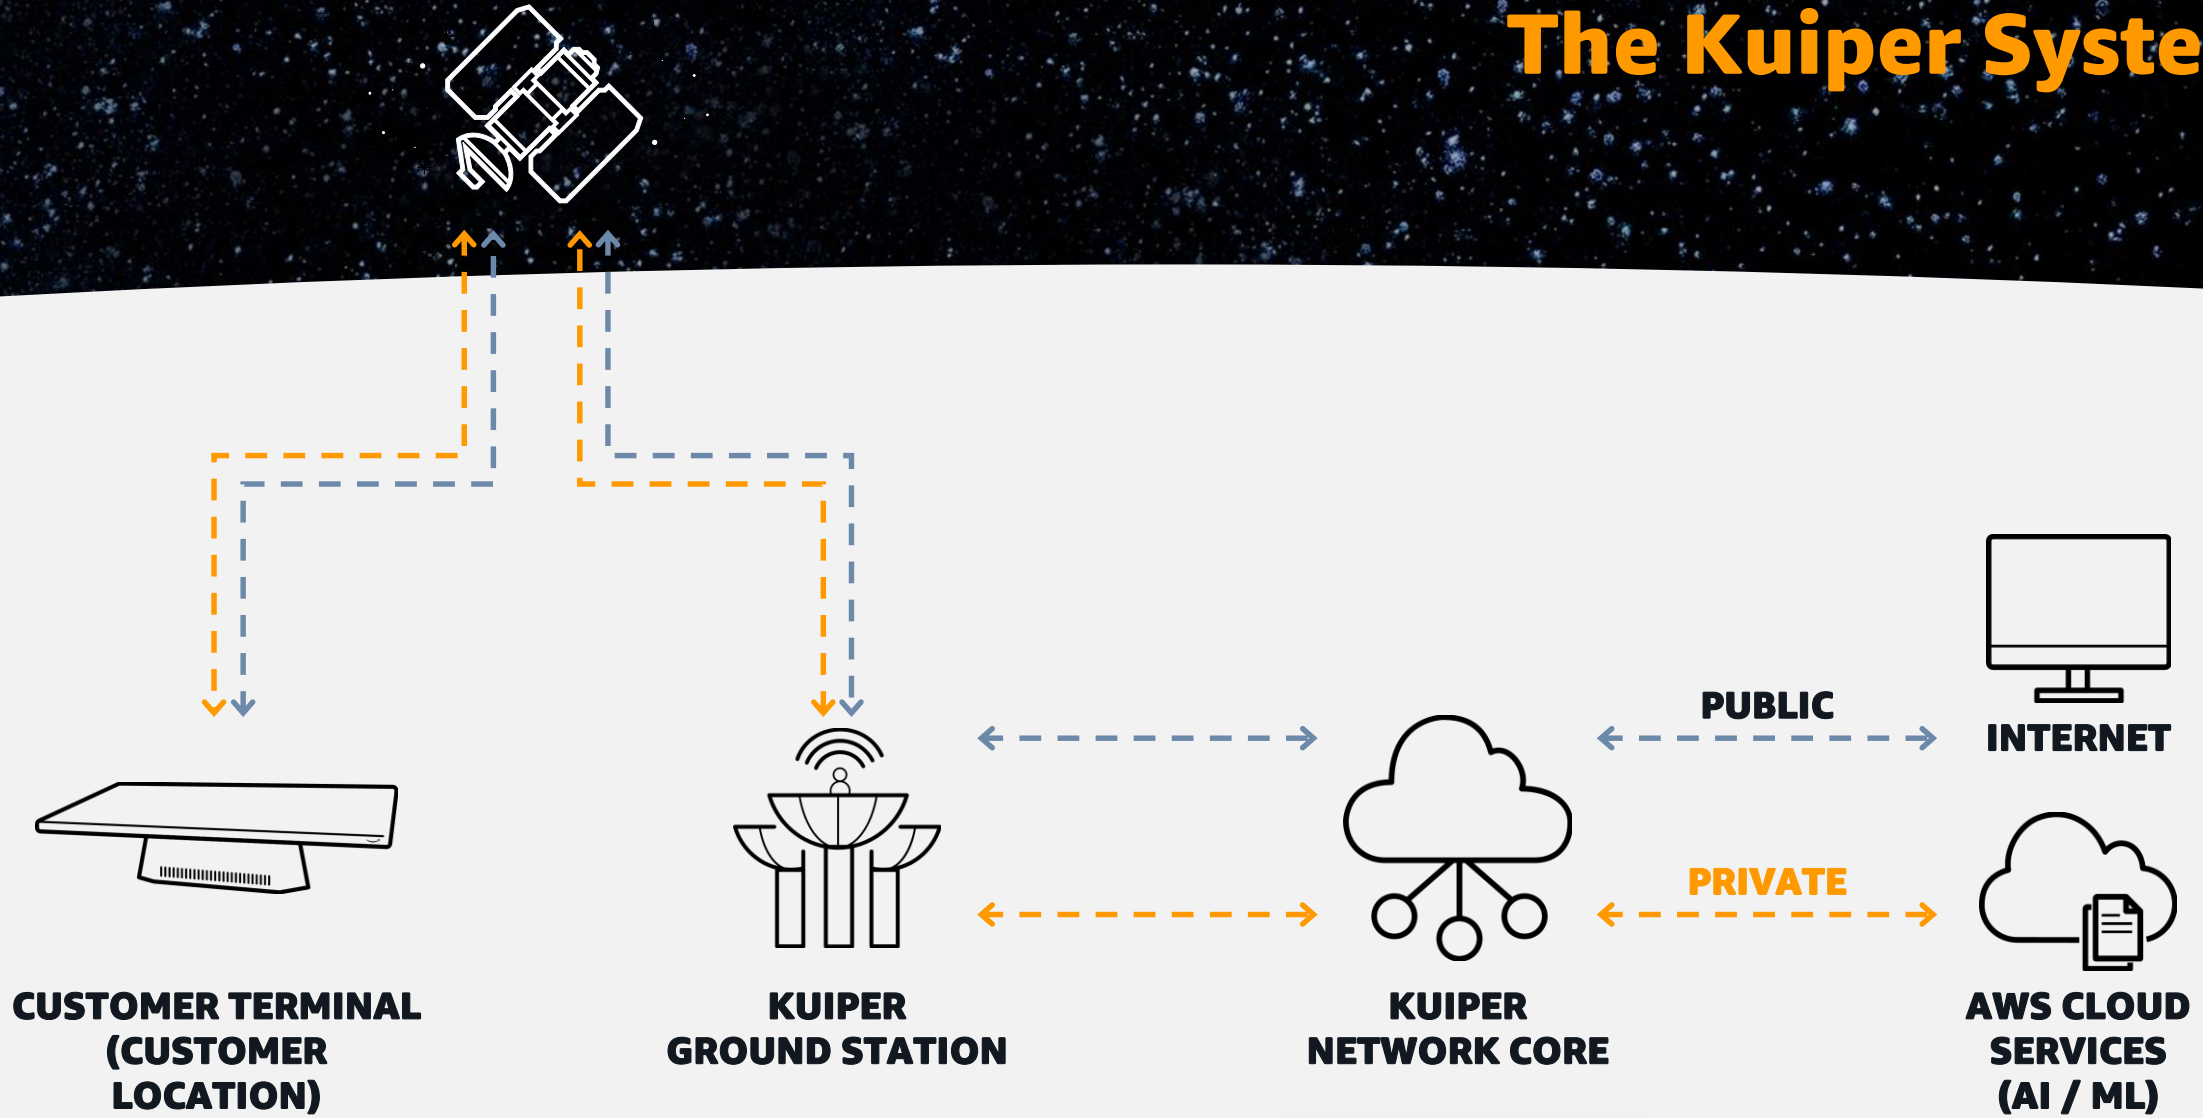 The Kuiper Syste
PUBLIC
INTERNET
PRIVATE
CUSTOMER TERMINAL
(CUSTOMER
LOCATION)
KUIPER
GROUND STATION
KUIPER
NETWORK CORE
AWS CLOUD
SERVICES
(AI / ML)